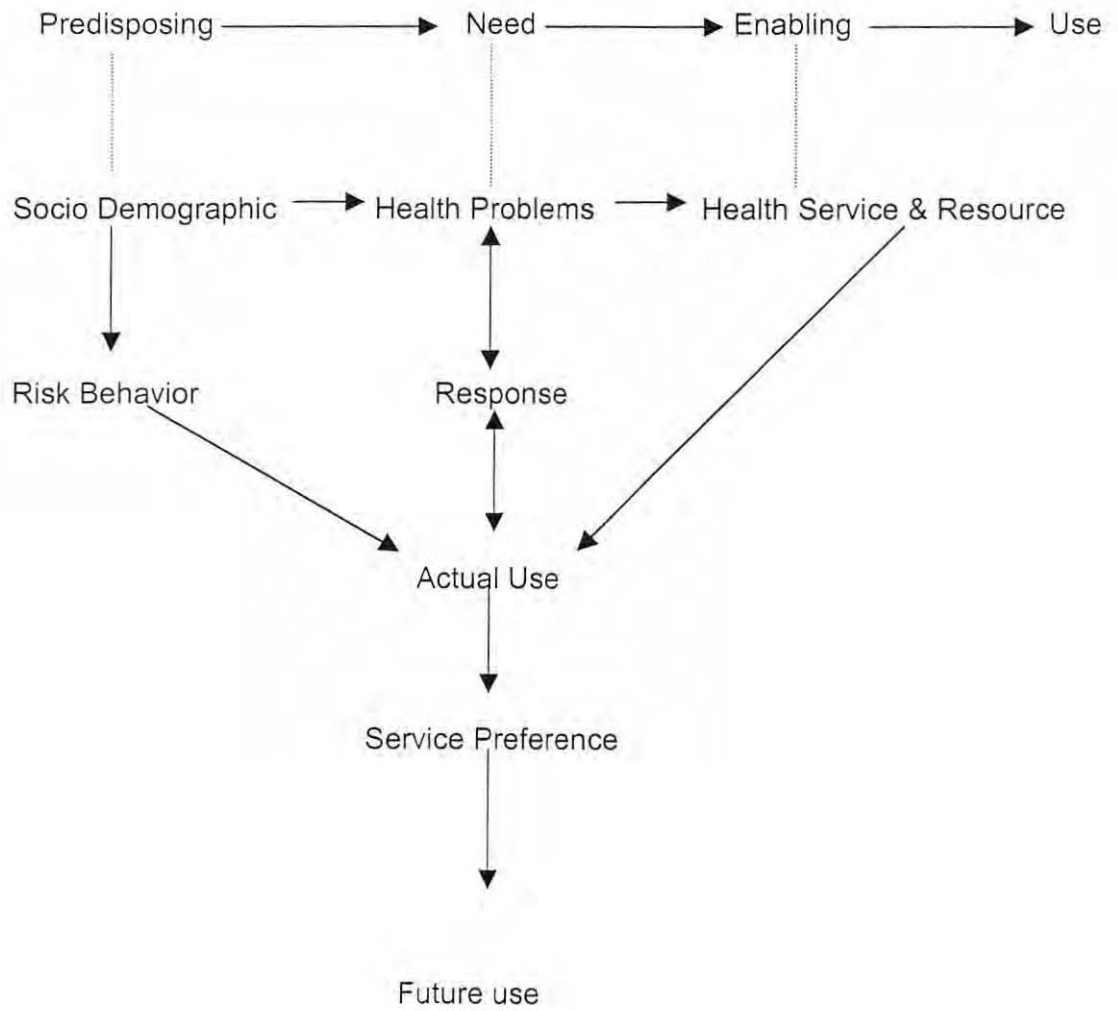 Predisposing Need Enabling Use
Socio Demographic Health Problems Health Service & Resource
Risk Behavior Response
Actual Use
Service Preference
Future use